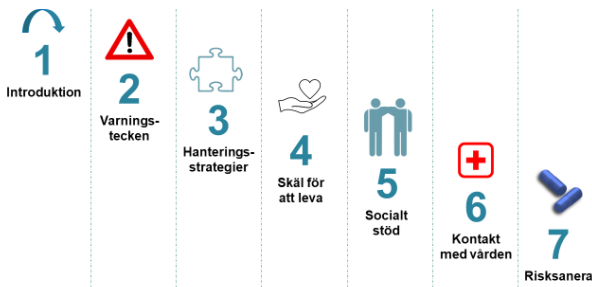 1
Introduktion
2
Varnings-
tecken
3
Hanterings-
strategier
4
Skäl för
att leva
5
Socialt
stöd
6
Kontakt
med vården
7
Risksanera